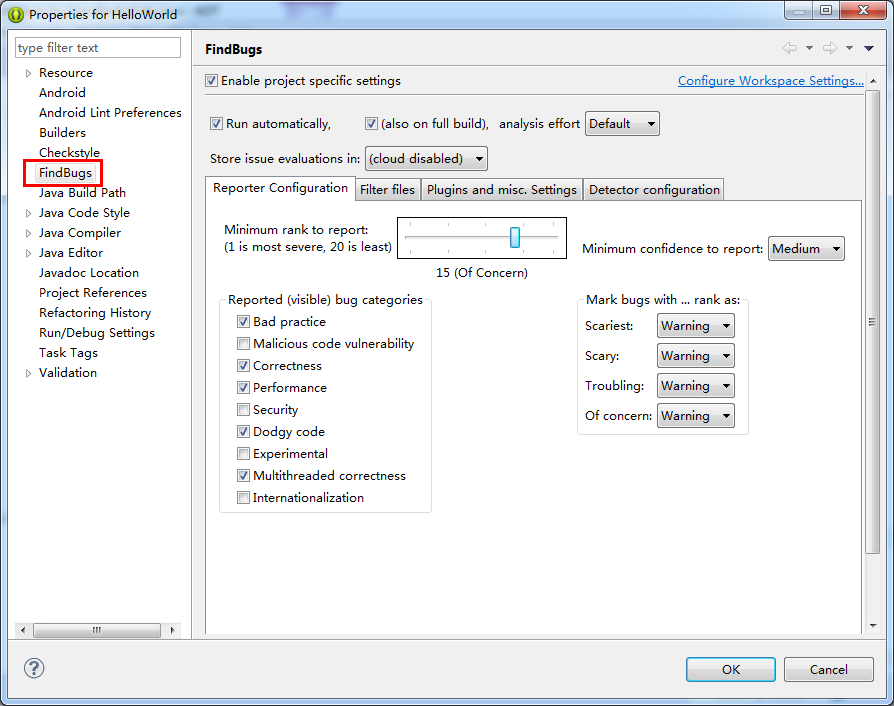 Properties for HelloWorld
type filter text
Resource
Android
Android Lint Preferences
Builders
Checkstyle
FindBugs
Java Build Path
Java Code Style
Java Compiler
Java Editor
Javadoc Location
Project References
Refactoring History
Run/Debug Settings
Task Tags
Validation
FindBugs
Enable project specific settings
Configure Workspace Settings...
Run automatically, (also on full build), analysis effort Default
Store issue evaluations in: (cloud disabled)
Reporter Configuration Filter files Plugins and misc. Settings Detector configuration
Minimum rank to report:
(1 is most severe, 20 is least)
15 (Of Concern)
Minimum confidence to report: Medium
Reported (visible) bug categories
Bad practice
Malicious code vulnerability
Correctness
Performance
Security
Dodgy code
Experimental
Multithreaded correctness
Internationalization
Mark bugs with ... rank as:
Scariest: Warning
Scary: Warning
Troubling: Warning
Of concern: Warning
?
OK Cancel